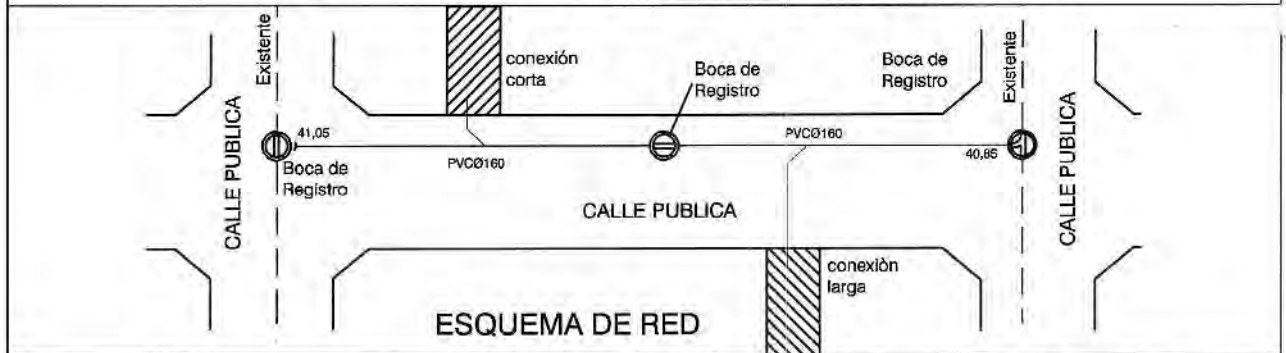 Existente
conexión
corta
Boca de
Registro
Boca de
Registro
Existente
CALLE PUBLICA
41,05
PVCØ160
PVCØ160
40,85
CALLE PUBLICA
Boca de
Registro
CALLE PUBLICA
conexiòn
larga
ESQUEMA DE RED